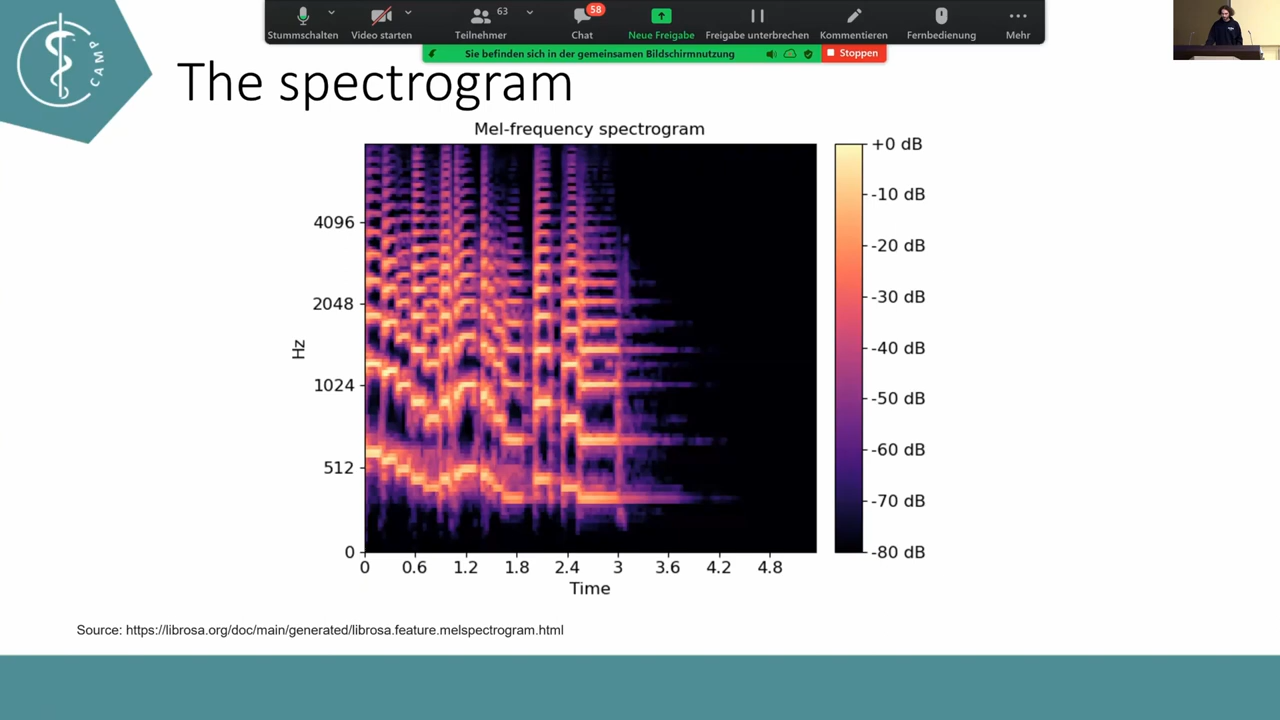 63
58
Stummschalten
Video starten
Teilnehmer
Chat
Neue Freigabe
Freigabe unterbrechen
Kommentieren
Fernbedienung
Mehr
Sie befinden sich in der gemeinsamen Bildschirmnutzung
Stoppen
CAMP
The spectrogram
Mel-frequency spectrogram
Hz
4096
2048
1024
512
0
0
0.6
1.2
1.8
2.4
3
3.6
4.2
4.8
Time
+0 dB
-10 dB
-20 dB
-30 dB
-40 dB
-50 dB
-60 dB
-70 dB
-80 dB
Source: https://librosa.org/doc/main/generated/librosa.feature.melspectrogram.html